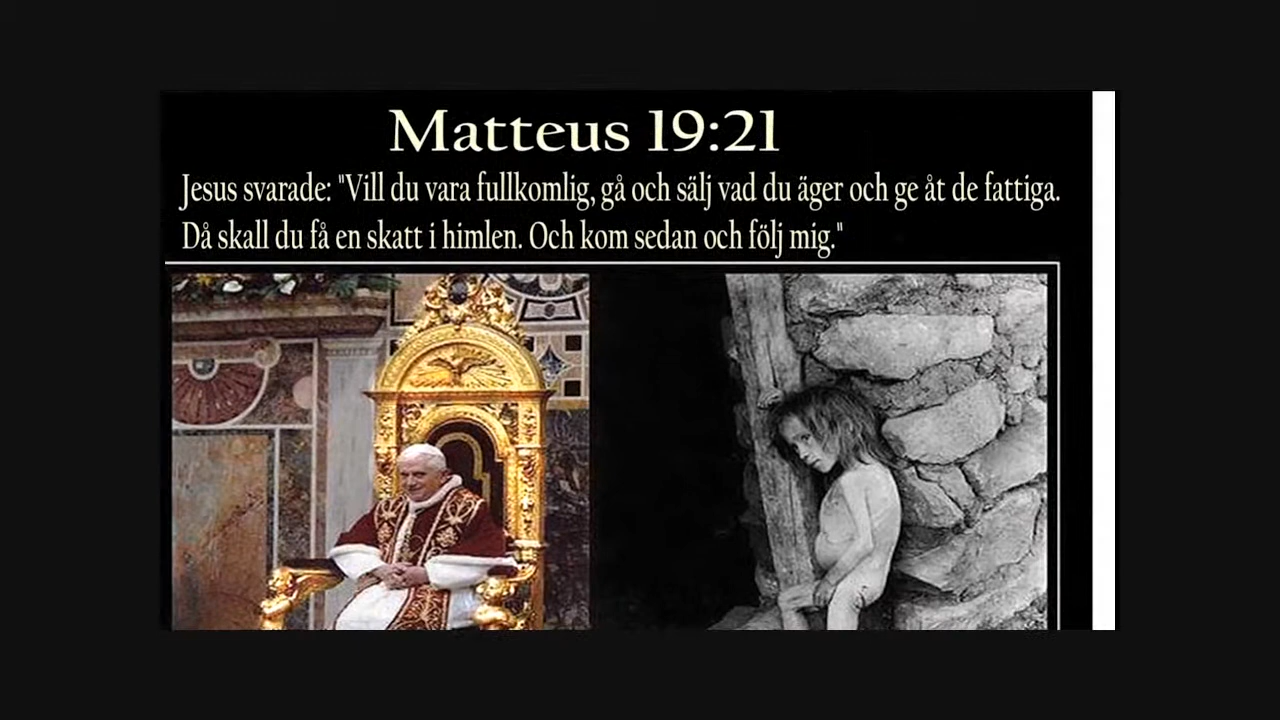 Matteus 19:21
Jesus svarade: "Vill du vara fullkomlig, gå och sälj vad du äger och ge åt de fattiga.
Då skall du få en skatt i himlen. Och kom sedan och följ mig."